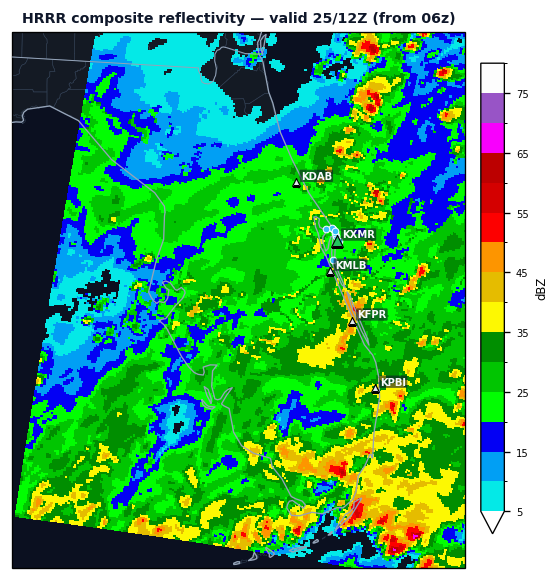 HRRR composite reflectivity — valid 25/12Z (from 06z)
KDAB
KXMR
KMLB
KFPR
KPBI
75
65
55
45
35
25
15
5
dBZ